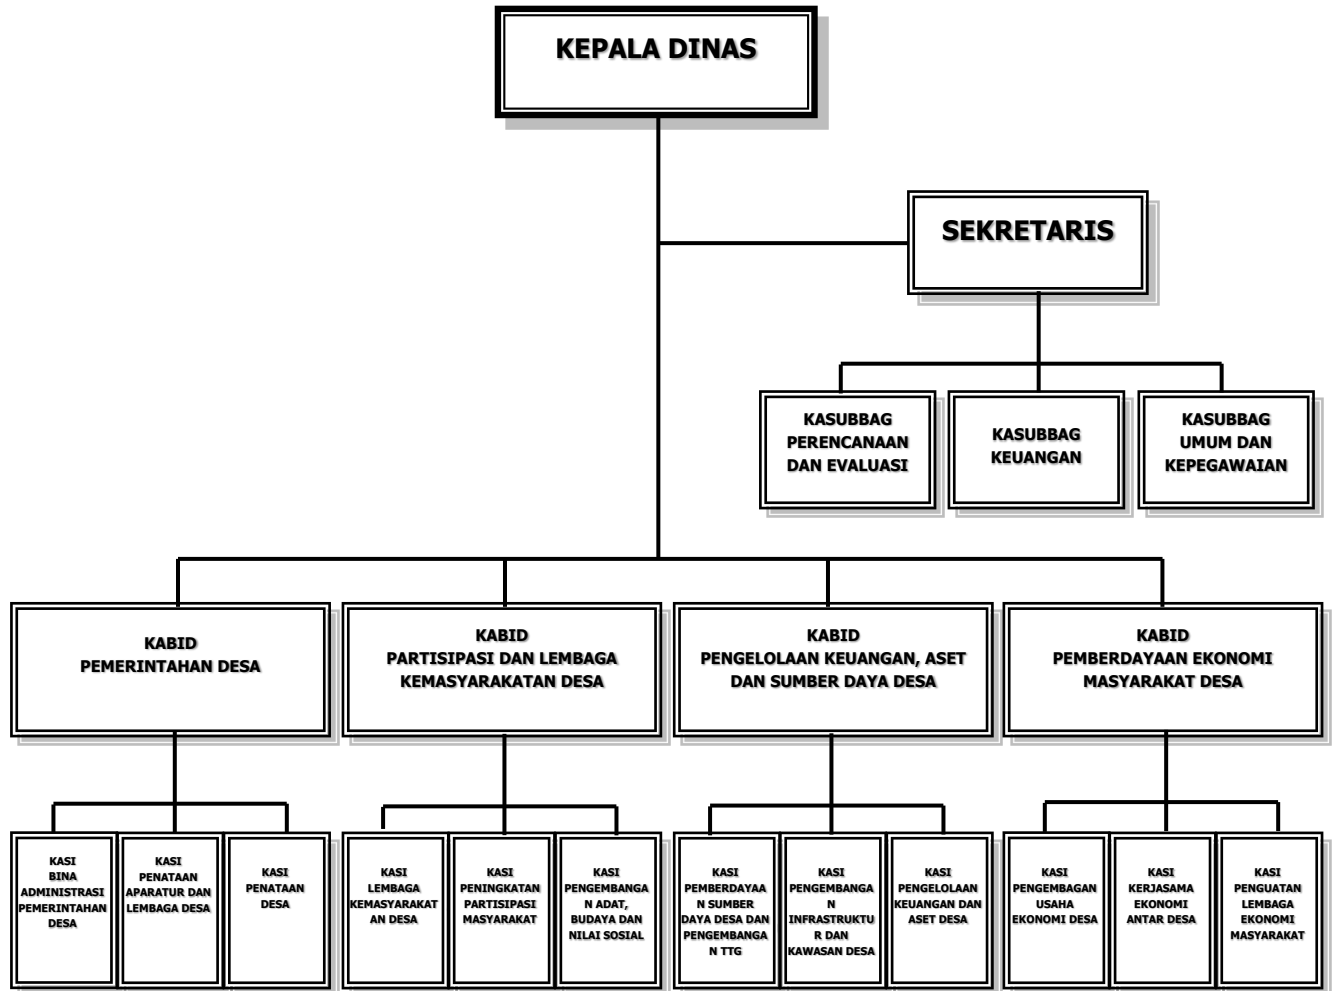 KEPALA DINAS
SEKRETARIS
KASUBBAG
PERENCANAAN
DAN EVALUASI
KASUBBAG
KEUANGAN
KASUBBAG
UMUM DAN
KEPEGAWAIAN
KABID
PEMERINTAHAN DESA
KABID
PARTISIPASI DAN LEMBAGA
KEMASYARAKATAN DESA
KABID
PENGELOLAAN KEUANGAN, ASET
DAN SUMBER DAYA DESA
KABID
PEMBERDAYAAN EKONOMI
MASYARAKAT DESA
KASI
BINA
ADMINISTRASI
PEMERINTAHAN
DESA
KASI
PENATAAN
APARATUR DAN
LEMBAGA DESA
KASI
PENATAAN
DESA
KASI
LEMBAGA
KEMASYARAKAT
AN DESA
KASI
PENINGKATAN
PARTISIPASI
MASYARAKAT
KASI
PENGEMBANGA
N ADAT,
BUDAYA DAN
NILAI SOSIAL
KASI
PEMBERDAYAA
N SUMBER
DAYA DESA DAN
PENGEMBANGA
N TTG
KASI
PENGEMBANGA
N
INFRASTRUKTU
R DAN
KAWASAN DESA
KASI
PENGELOLAAN
KEUANGAN DAN
ASET DESA
KASI
PENGEMBAGAN
USAHA
EKONOMI DESA
KASI
KERJASAMA
EKONOMI
ANTAR DESA
KASI
PENGUATAN
LEMBAGA
EKONOMI
MASYARAKAT